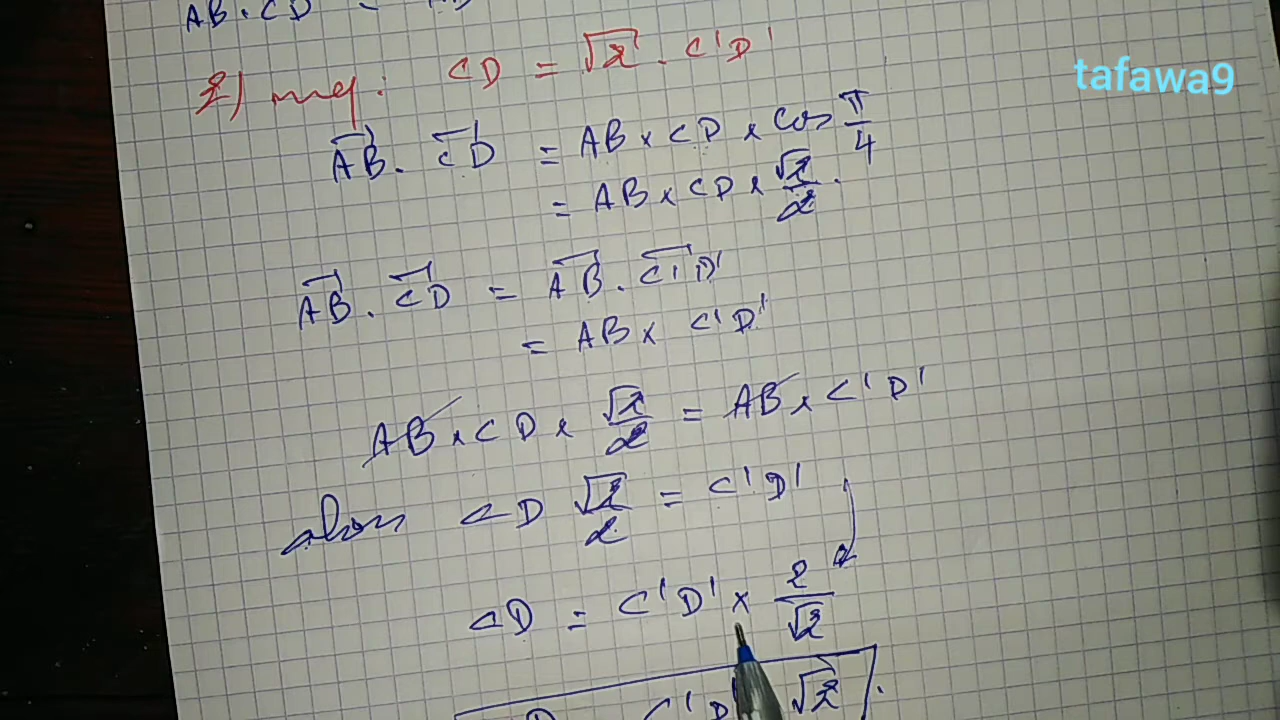 AB . CD =
tafawa9
2) mq : CD = √2 . C'D'
AB . CD = AB × CD × cos π/4
= AB × CD × √2/2 .
AB . CD = AB . C'D'
= AB × C'D'
AB × CD × √2/2 = AB × C'D'
alors CD √2/2 = C'D'
CD = C'D' × 2/√2
C'D' √2 .